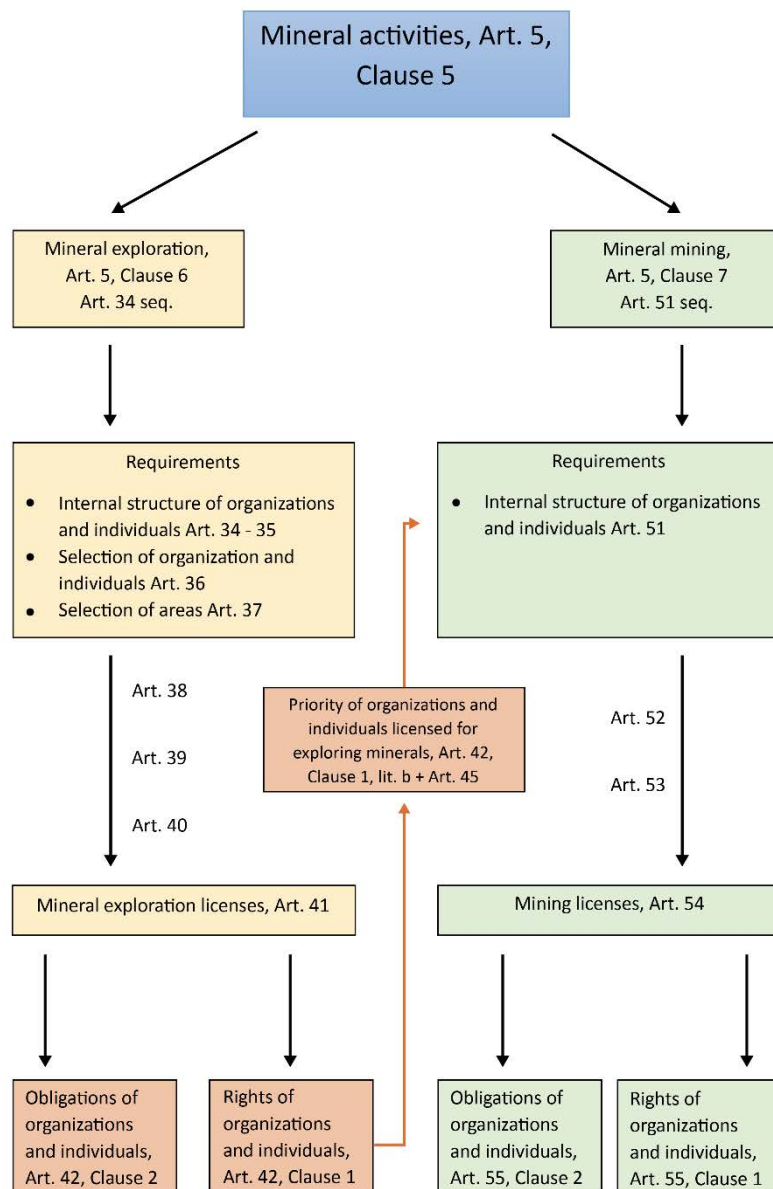 Mineral activities, Art. 5,
Clause 5
Mineral exploration,
Art. 5, Clause 6
Art. 34 seq.
Mineral mining,
Art. 5, Clause 7
Art. 51 seq.
Requirements
• Internal structure of organizations
and individuals Art. 34 - 35
• Selection of organization and
individuals Art. 36
• Selection of areas Art. 37
Requirements
• Internal structure of organizations
and individuals Art. 51
Art. 38
Art. 39
Art. 40
Priority of organizations and
individuals licensed for
exploring minerals, Art. 42,
Clause 1, lit. b + Art. 45
Art. 52
Art. 53
Mineral exploration licenses, Art. 41
Mining licenses, Art. 54
Obligations of
organizations
and individuals,
Art. 42, Clause 2
Rights of
organizations
and individuals,
Art. 42, Clause 1
Obligations of
organizations
and individuals,
Art. 55, Clause 2
Rights of
organizations
and individuals,
Art. 55, Clause 1